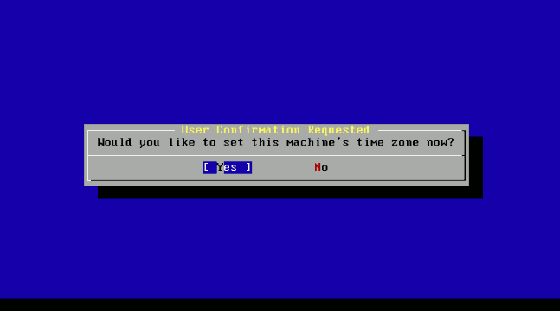 User Confirmation Requested
Would you like to set this machine's time zone now?
[ Yes ] No